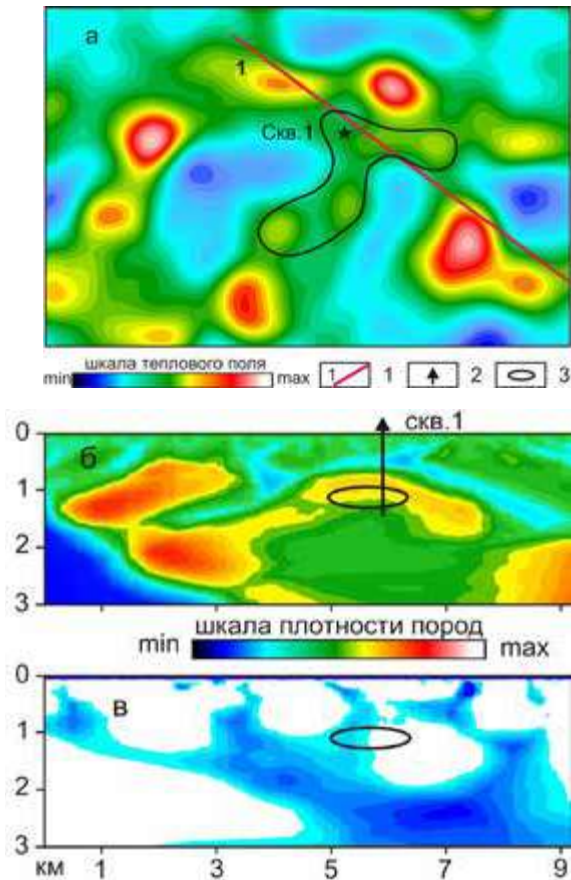 а
1
Скв.1
шкала теплового поля
min max 1 1 2 3
0 скв.1
б
1
2
3
шкала плотности пород
min max
0
в
1
2
3
км 1 3 5 7 9